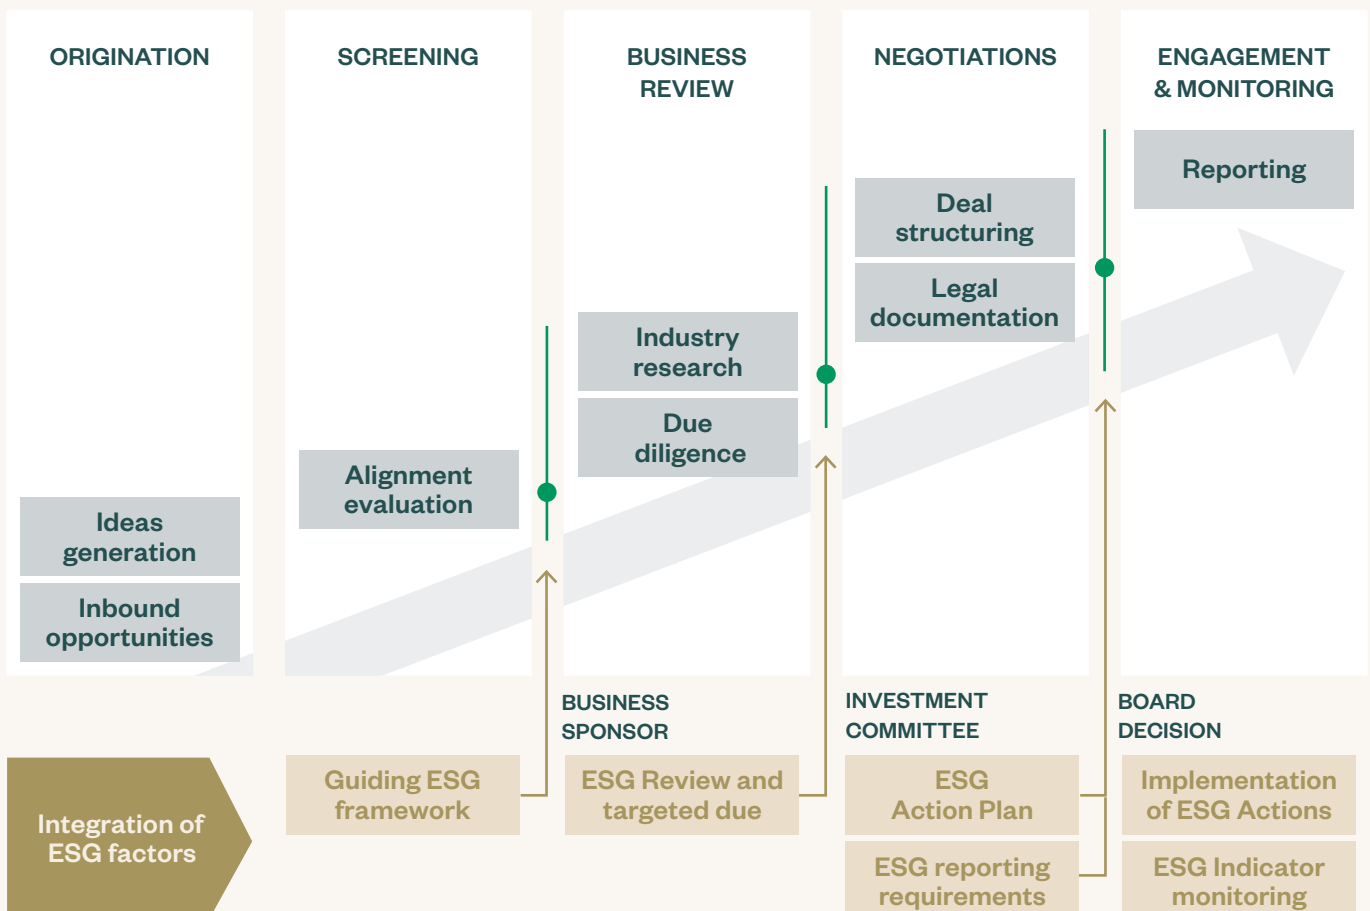 ORIGINATION
Ideas
generation
Inbound
opportunities
SCREENING
Alignment
evaluation
BUSINESS
REVIEW
Industry
research
Due
diligence
NEGOTIATIONS
Deal
structuring
Legal
documentation
ENGAGEMENT
& MONITORING
Reporting
BUSINESS
SPONSOR
INVESTMENT
COMMITTEE
BOARD
DECISION
Integration of
ESG factors
Guiding ESG
framework
ESG Review and
targeted due
ESG
Action Plan
ESG reporting
requirements
Implementation
of ESG Actions
ESG Indicator
monitoring